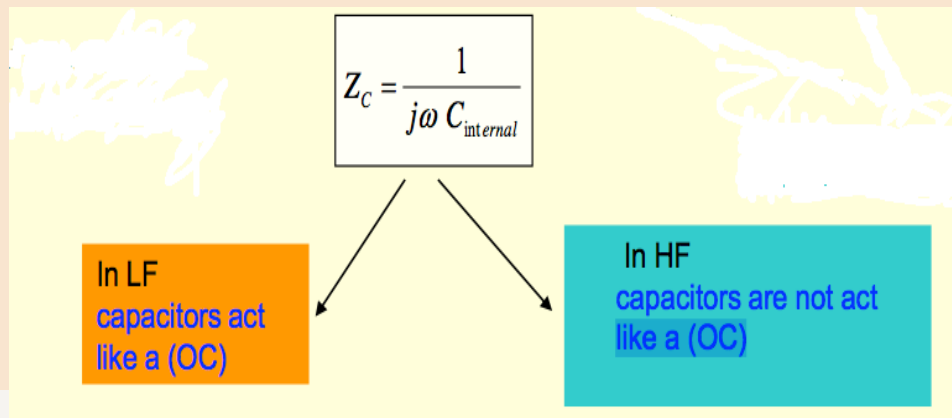 Z_C = 1 / jω C_internal
In LF
capacitors act
like a (OC)
In HF
capacitors are not act
like a (OC)